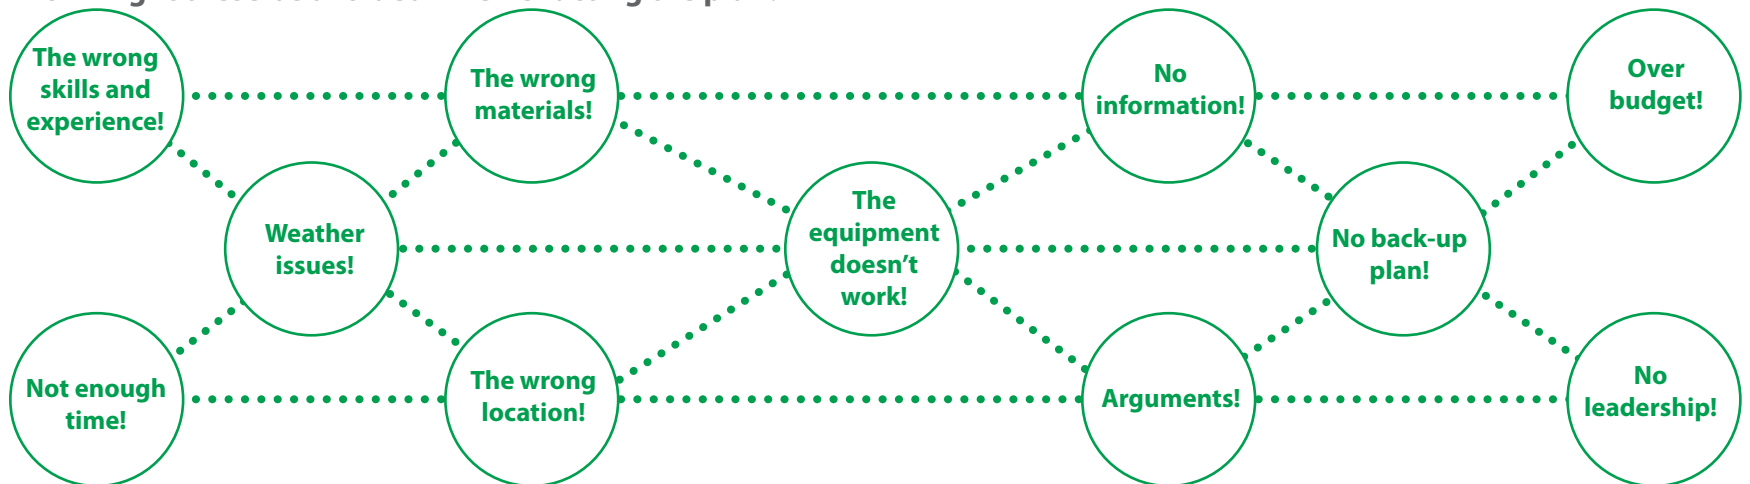 The wrong
skills and
experience!
The wrong
materials!
No
information!
Over
budget!
Weather
issues!
The
equipment
doesn't
work!
No back-up
plan!
Not enough
time!
The wrong
location!
Arguments!
No
leadership!